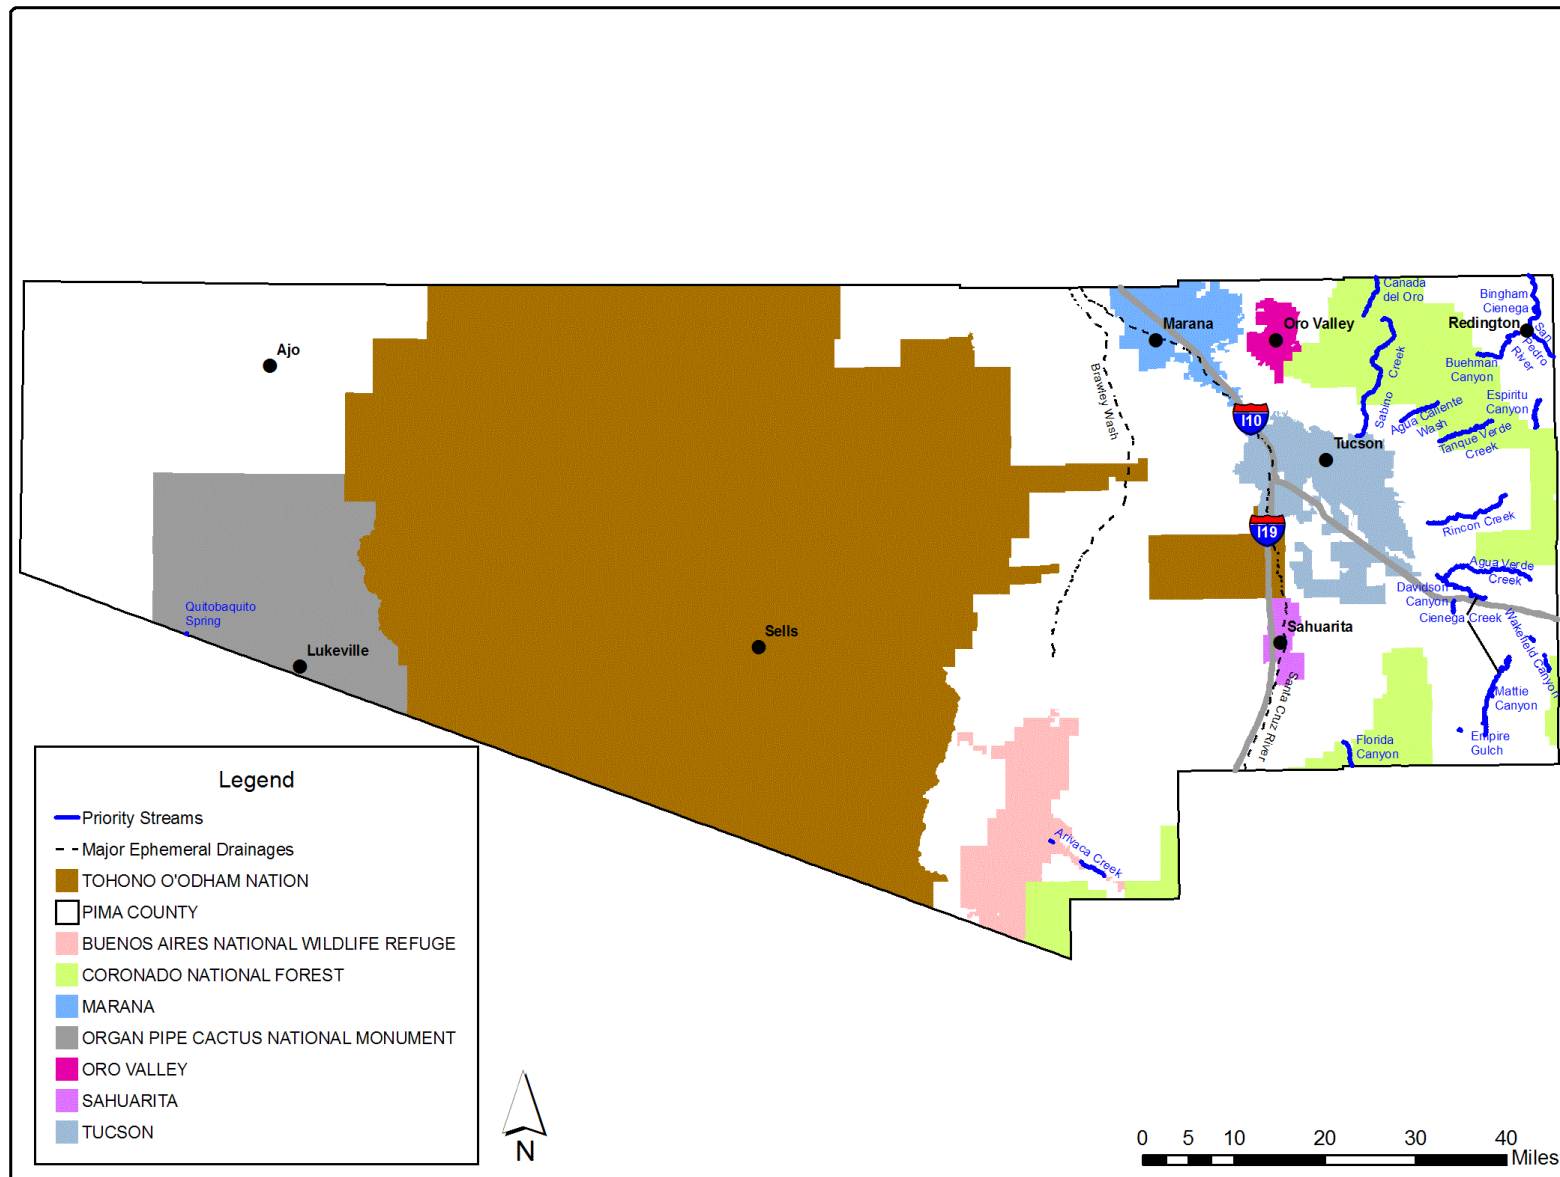 Canada
del Oro
Bingham
Cienega
Marana
Oro Valley
Redington
San
Pedro
River
Ajo
Buehman
Canyon
Sabino
Creek
Brawley Wash
Espiritu
Canyon
Agua Caliente
Wash
I10
Tanque Verde
Creek
Tucson
Rincon Creek
I19
Agua Verde
Creek
Davidson
Canyon
Cienega Creek
Quitobaquito
Spring
Wakefield Canyon
Sells
Sahuarita
Lukeville
Santa Cruz River
Mattie
Canyon
Florida
Canyon
Empire
Gulch
Arivaca Creek
Legend
Priority Streams
Major Ephemeral Drainages
TOHONO O'ODHAM NATION
PIMA COUNTY
BUENOS AIRES NATIONAL WILDLIFE REFUGE
CORONADO NATIONAL FOREST
MARANA
ORGAN PIPE CACTUS NATIONAL MONUMENT
ORO VALLEY
SAHUARITA
TUCSON
N
0 5 10 20 30 40
Miles